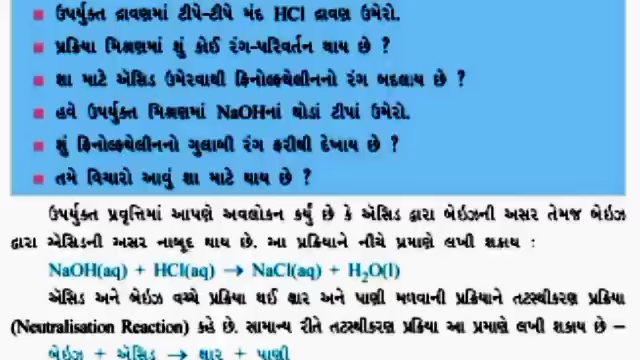 ઉપર્યુક્ત દ્રાવણમાં ટીપે-ટીપે મંદ HCl દ્રાવણ ઉમેરો.
પ્રક્રિયા મિશ્રણમાં શું કોઈ રંગ-પરિવર્તન થાય છે ?
શા માટે ઍસિડ ઉમેરવાથી ફિનોલ્ફથેલીનનો રંગ બદલાય છે ?
હવે ઉપર્યુક્ત મિશ્રણમાં NaOHનાં થોડાં ટીપાં ઉમેરો.
શું ફિનોલ્ફથેલીનનો ગુલાબી રંગ ફરીથી દેખાય છે ?
તમે વિચારો આવું શા માટે થાય છે ?
ઉપર્યુક્ત પ્રવૃત્તિમાં આપણે અવલોકન કર્યું છે કે ઍસિડ દ્વારા બેઇઝની અસર તેમજ બેઇઝ
દ્વારા ઍસિડની અસર નાબૂદ થાય છે. આ પ્રક્રિયાને નીચે પ્રમાણે લખી શકાય :
NaOH(aq) + HCl(aq) → NaCl(aq) + H₂O(l)
ઍસિડ અને બેઇઝ વચ્ચે પ્રક્રિયા થઈ ક્ષાર અને પાણી મળવાની પ્રક્રિયાને તટસ્થીકરણ પ્રક્રિયા
(Neutralisation Reaction) કહે છે. સામાન્ય રીતે તટસ્થીકરણ પ્રક્રિયા આ પ્રમાણે લખી શકાય છે –
બેઇઝ + ઍસિડ → ક્ષાર + પાણી